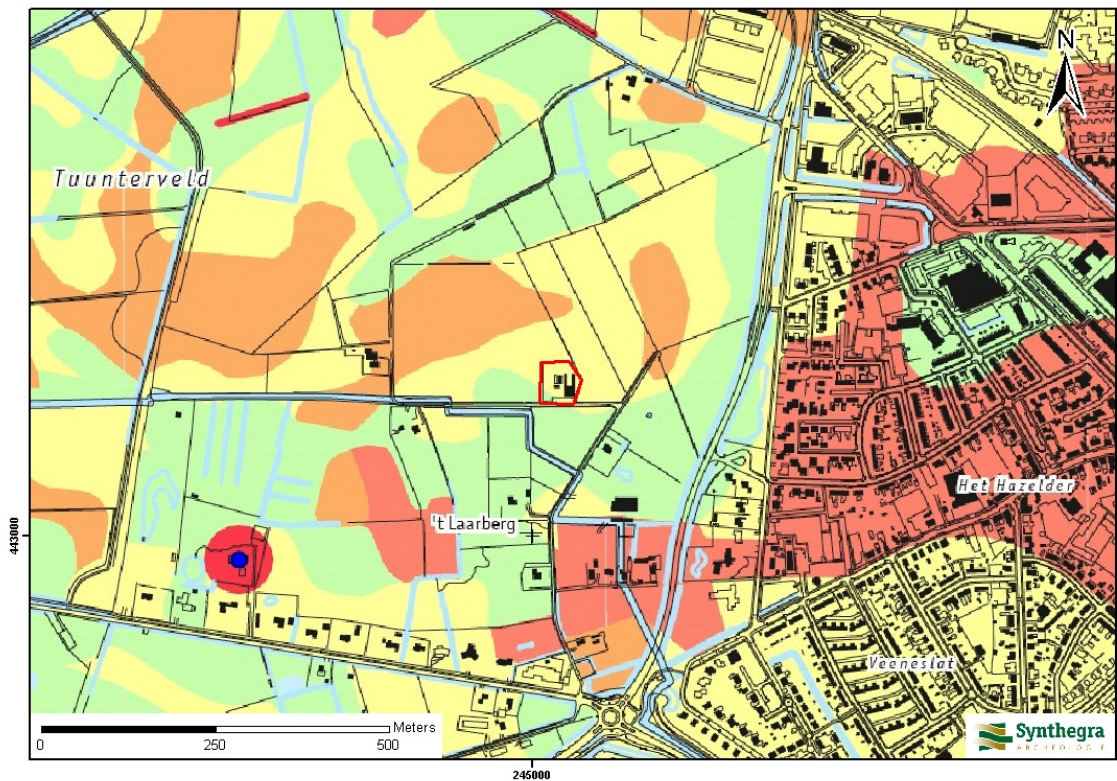 N
Tuunterveld
Het Hazelder
't Laarberg
443000
Veeneslat
Meters
0 250 500
Synthegra
ARCHEOLOGIE
245000